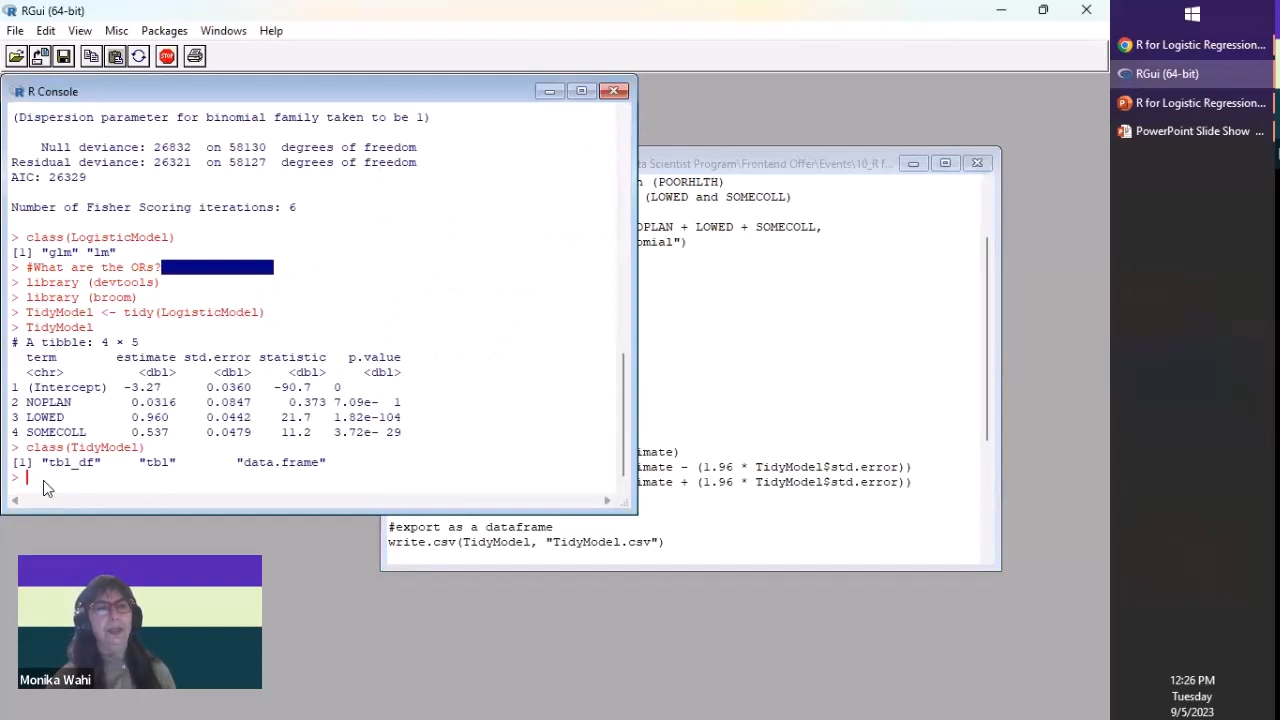 RGui (64-bit)
File Edit View Misc Packages Windows Help
STOP
R Console
(Dispersion parameter for binomial family taken to be 1)
Null deviance: 26832 on 58130 degrees of freedom
Residual deviance: 26321 on 58127 degrees of freedom
AIC: 26329
Number of Fisher Scoring iterations: 6
> class(LogisticModel)
[1] "glm" "lm"
> #What are the ORs?
> library (devtools)
> library (broom)
> TidyModel <- tidy(LogisticModel)
> TidyModel
# A tibble: 4 × 5
term estimate std.error statistic p.value
<chr> <dbl> <dbl> <dbl> <dbl>
1 (Intercept) -3.27 0.0360 -90.7 0
2 NOPLAN 0.0316 0.0847 0.373 7.09e- 1
3 LOWED 0.960 0.0442 21.7 1.82e-104
4 SOMECOLL 0.537 0.0479 11.2 3.72e- 29
> class(TidyModel)
[1] "tbl_df" "tbl" "data.frame"
>
ta Scientist Program\Frontend Offer\Events\10_R f...
n (POORHLTH)
(LOWED and SOMECOLL)
OPLAN + LOWED + SOMECOLL,
omial")
imate)
imate - (1.96 * TidyModel$std.error))
imate + (1.96 * TidyModel$std.error))
#export as a dataframe
write.csv(TidyModel, "TidyModel.csv")
Monika Wahi
R for Logistic Regression...
RGui (64-bit)
R for Logistic Regression...
PowerPoint Slide Show ...
12:26 PM
Tuesday
9/5/2023